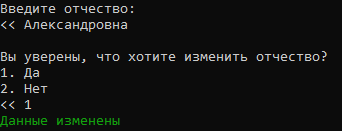 Введите отчество:
<< Александровна
Вы уверены, что хотите изменить отчество?
1. Да
2. Нет
<< 1
Данные изменены